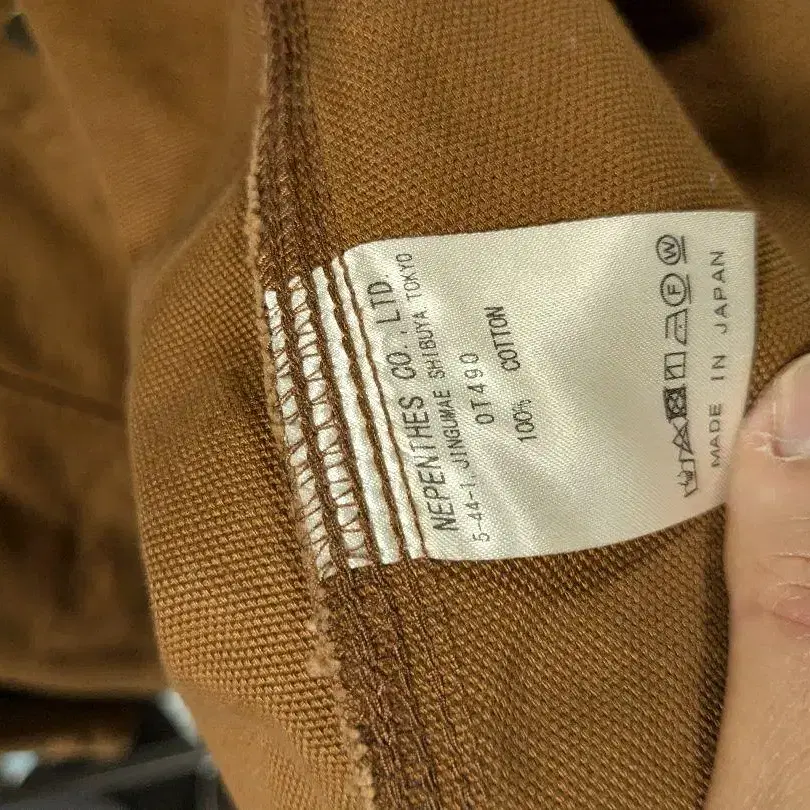 NEPENTHES CO.,LTD.
5-44-1, JINGUMAE SHIBUYA TOKYO
OT490
100% COTTON
F W
MADE IN JAPAN